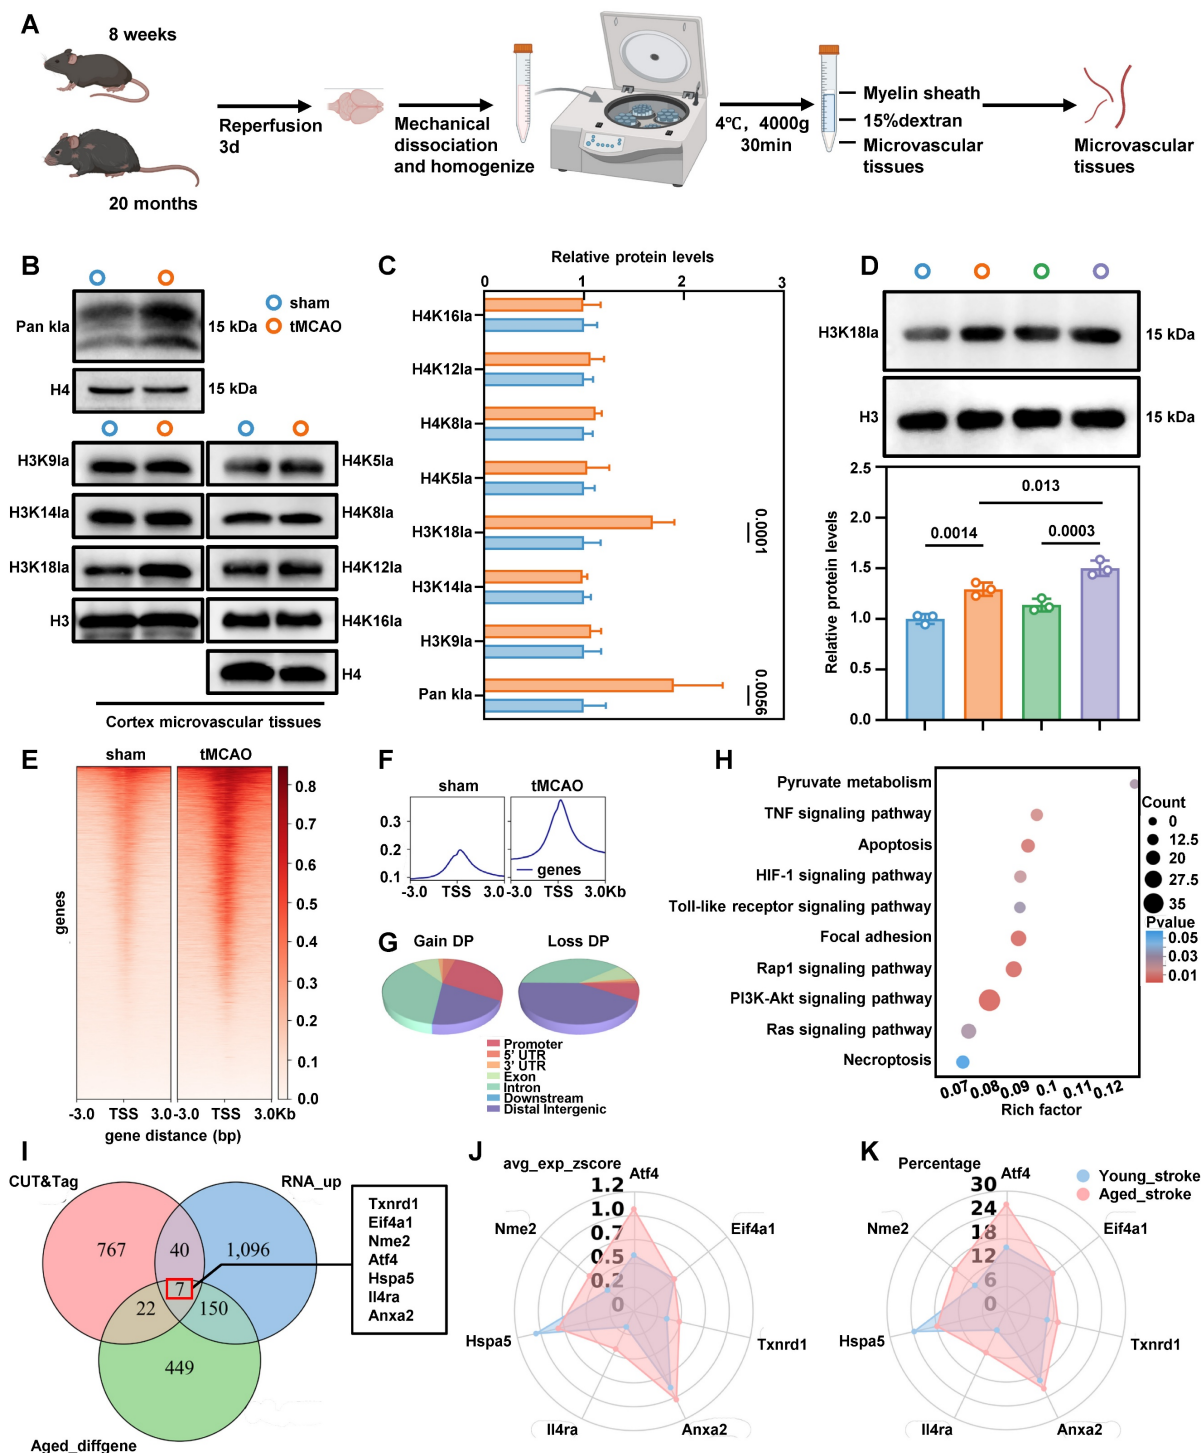 A
8 weeks
20 months
Reperfusion
3d
Mechanical
dissociation
and homogenize
4℃, 4000g
30min
Myelin sheath
15%dextran
Microvascular
tissues
Microvascular
tissues
B
sham
tMCAO
Pan kla
15 kDa
H4
15 kDa
H3K9la
H4K5la
H3K14la
H4K8la
H3K18la
H4K12la
H3
H4K16la
H4
Cortex microvascular tissues
C
Relative protein levels
0
1
2
3
H4K16la
H4K12la
H4K8la
H4K5la
H3K18la
0.0001
H3K14la
H3K9la
Pan kla
0.0056
D
H3K18la
15 kDa
H3
15 kDa
Relative protein levels
2.5
2.0
1.5
1.0
0.5
0.0
0.0014
0.013
0.0003
E
sham
tMCAO
genes
0.8
0.7
0.6
0.5
0.4
0.3
0.2
0.1
0.0
-3.0 TSS 3.0
-3.0 TSS 3.0Kb
gene distance (bp)
F
sham
tMCAO
0.3
0.2
0.1
genes
-3.0 TSS 3.0
-3.0 TSS 3.0Kb
G
Gain DP
Loss DP
Promoter
5' UTR
3' UTR
Exon
Intron
Downstream
Distal Intergenic
H
Pyruvate metabolism
TNF signaling pathway
Apoptosis
HIF-1 signaling pathway
Toll-like receptor signaling pathway
Focal adhesion
Rap1 signaling pathway
PI3K-Akt signaling pathway
Ras signaling pathway
Necroptosis
0.07 0.08 0.09 0.1 0.11 0.12
Rich factor
Count
0
12.5
20
27.5
35
Pvalue
0.05
0.03
0.01
I
CUT&Tag
RNA_up
767
40
1,096
7
22
150
449
Aged_diffgene
Txnrd1
Eif4a1
Nme2
Atf4
Hspa5
Il4ra
Anxa2
J
avg_exp_zscore
Atf4
1.2
1.0
0.7
0.5
0.2
0
Nme2
Eif4a1
Hspa5
Txnrd1
Il4ra
Anxa2
K
Percentage
Atf4
30
24
18
12
6
0
Young_stroke
Aged_stroke
Nme2
Eif4a1
Hspa5
Txnrd1
Il4ra
Anxa2